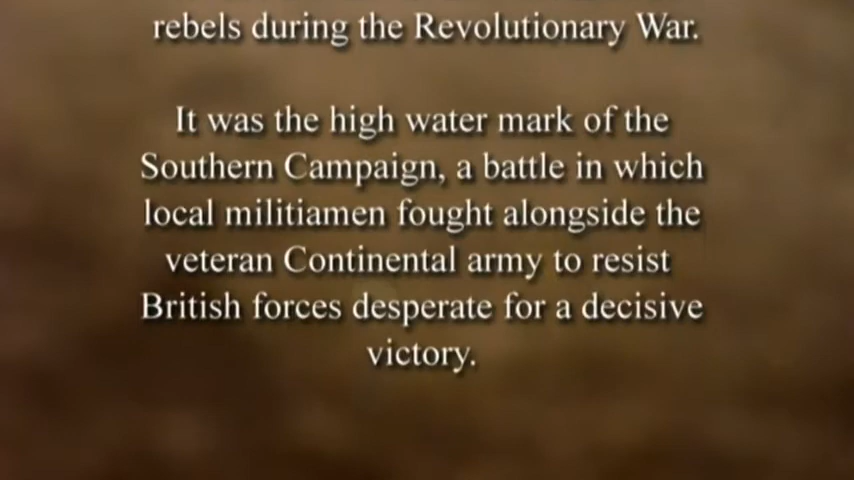 rebels during the Revolutionary War.
It was the high water mark of the
Southern Campaign, a battle in which
local militiamen fought alongside the
veteran Continental army to resist
British forces desperate for a decisive
victory.